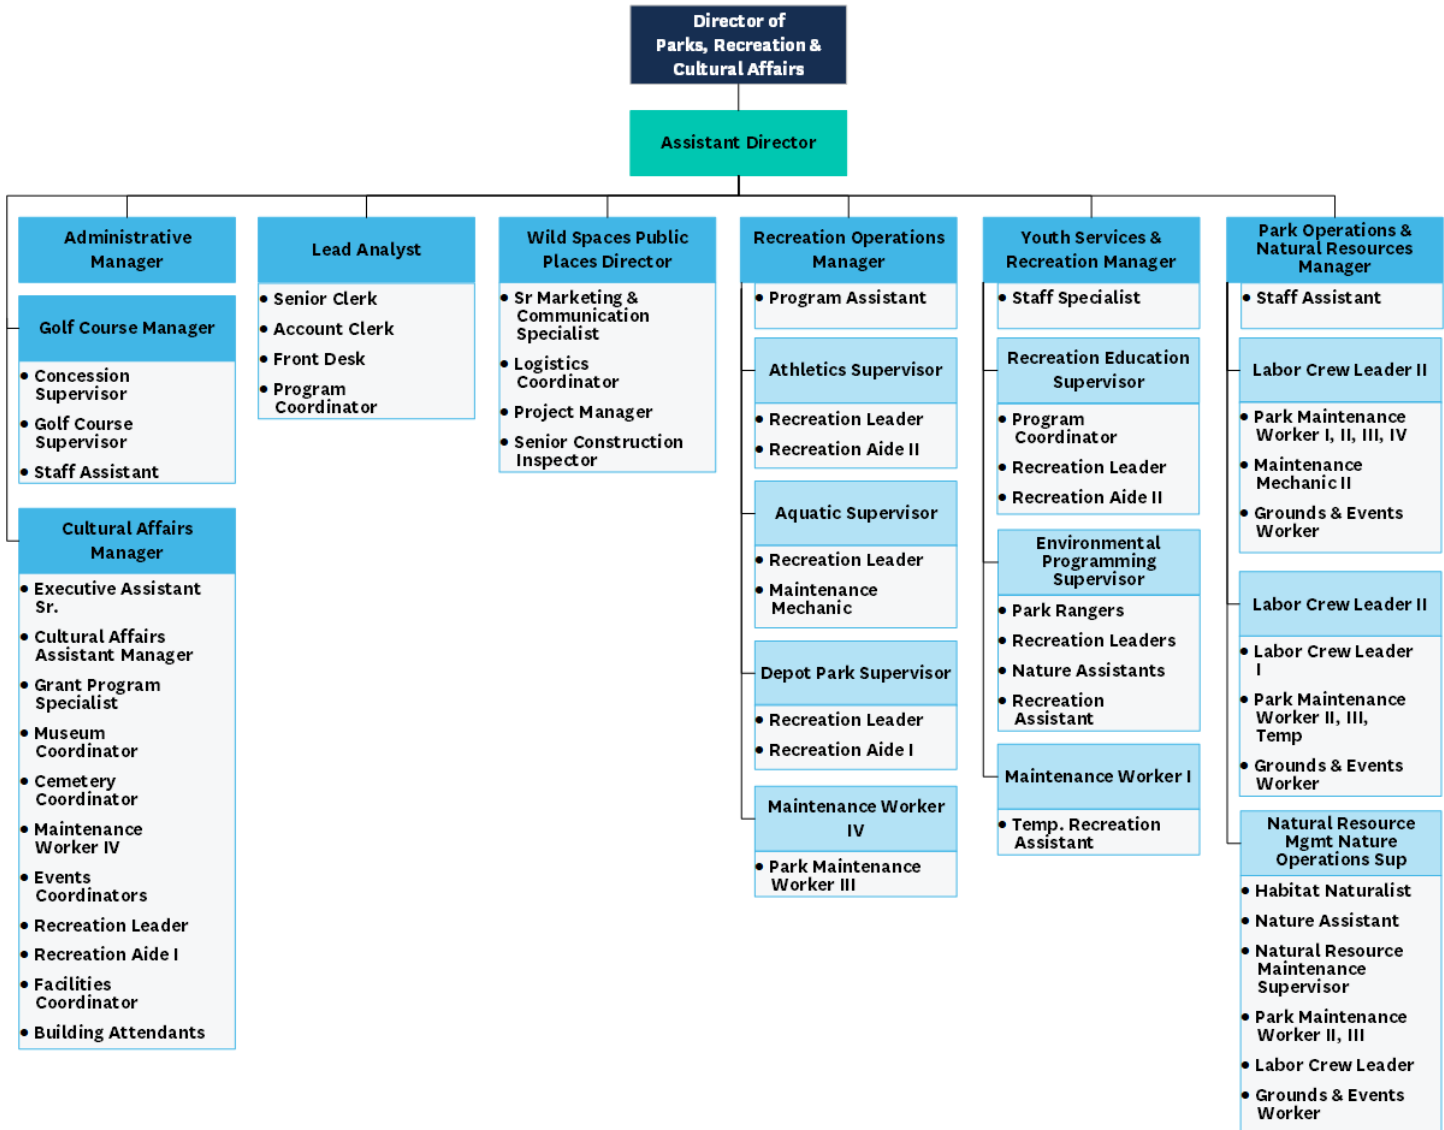 Director of
Parks, Recreation &
Cultural Affairs
Assistant Director
Administrative
Manager
Golf Course Manager
• Concession
Supervisor
• Golf Course
Supervisor
• Staff Assistant
Cultural Affairs
Manager
• Executive Assistant
Sr.
• Cultural Affairs
Assistant Manager
• Grant Program
Specialist
• Museum
Coordinator
• Cemetery
Coordinator
• Maintenance
Worker IV
• Events
Coordinators
• Recreation Leader
• Recreation Aide I
• Facilities
Coordinator
• Building Attendants
Lead Analyst
• Senior Clerk
• Account Clerk
• Front Desk
• Program
Coordinator
Wild Spaces Public
Places Director
• Sr Marketing &
Communication
Specialist
• Logistics
Coordinator
• Project Manager
• Senior Construction
Inspector
Recreation Operations
Manager
• Program Assistant
Athletics Supervisor
• Recreation Leader
• Recreation Aide II
Aquatic Supervisor
• Recreation Leader
• Maintenance
Mechanic
Depot Park Supervisor
• Recreation Leader
• Recreation Aide I
Maintenance Worker
IV
• Park Maintenance
Worker III
Youth Services &
Recreation Manager
• Staff Specialist
Recreation Education
Supervisor
• Program
Coordinator
• Recreation Leader
• Recreation Aide II
Environmental
Programming
Supervisor
• Park Rangers
• Recreation Leaders
• Nature Assistants
• Recreation
Assistant
Maintenance Worker I
• Temp. Recreation
Assistant
Park Operations &
Natural Resources
Manager
• Staff Assistant
Labor Crew Leader II
• Park Maintenance
Worker I, II, III, IV
• Maintenance
Mechanic II
• Grounds & Events
Worker
Labor Crew Leader II
• Labor Crew Leader
I
• Park Maintenance
Worker II, III,
Temp
• Grounds & Events
Worker
Natural Resource
Mgmt Nature
Operations Sup
• Habitat Naturalist
• Nature Assistant
• Natural Resource
Maintenance
Supervisor
• Park Maintenance
Worker II, III
• Labor Crew Leader
• Grounds & Events
Worker